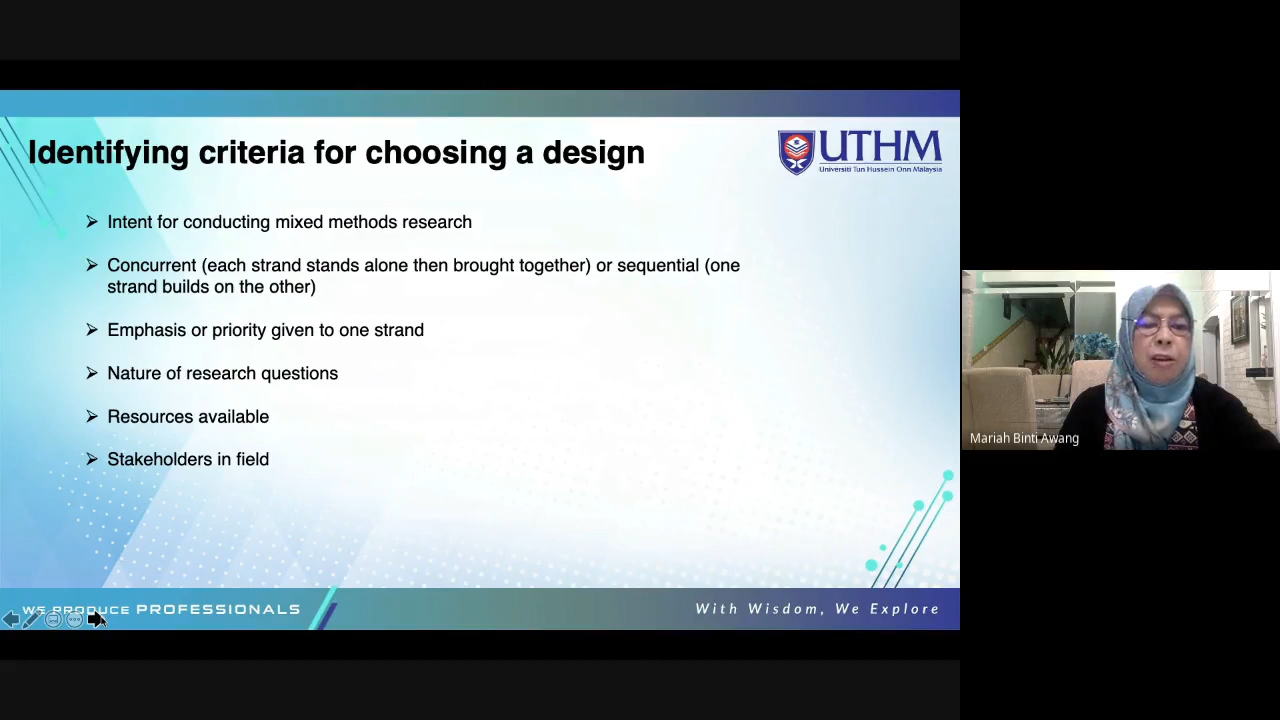 Identifying criteria for choosing a design
UTHM
Universiti Tun Hussein Onn Malaysia
➢ Intent for conducting mixed methods research
➢ Concurrent (each strand stands alone then brought together) or sequential (one
strand builds on the other)
➢ Emphasis or priority given to one strand
➢ Nature of research questions
➢ Resources available
➢ Stakeholders in field
Mariah Binti Awang
WE PRODUCE PROFESSIONALS
With Wisdom, We Explore